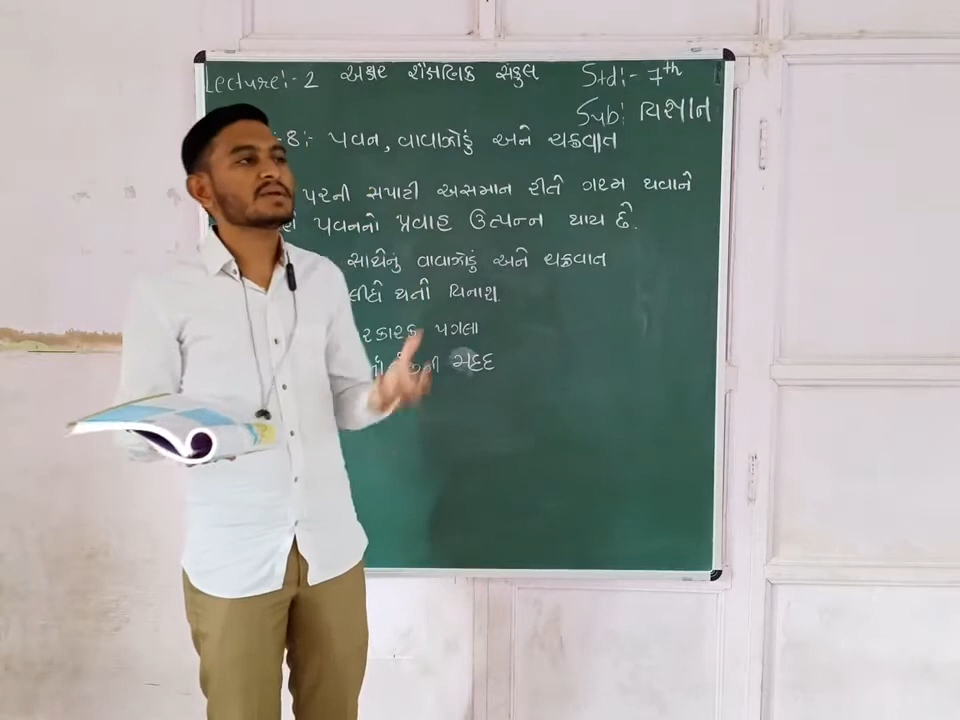 Lecture:- 2 અક્ષર શૈક્ષણિક સંકુલ Std:- 7th
Sub: વિજ્ઞાન
8:- પવન, વાવાઝોડું અને ચક્રવાત
પરની સપાટી અસમાન રીતે ગરમ થવાને
પવનનો પ્રવાહ ઉત્પન્ન થાય છે.
સાથેનું વાવાઝોડું અને ચક્રવાત
લીધે થતો વિનાશ.
પગલા
મદદ